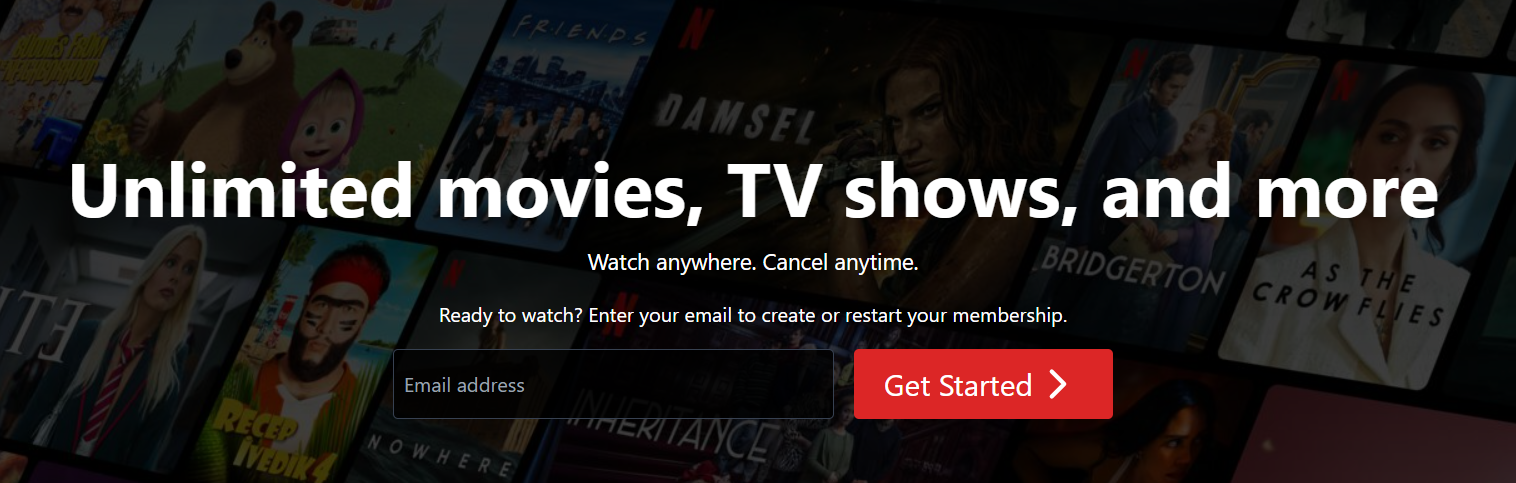 FRIENDS
DAMSEL
Unlimited movies, TV shows, and more
Watch anywhere. Cancel anytime.
BRIDGERTON
AS THE
CROW FLIES
Ready to watch? Enter your email to create or restart your membership.
Email address
Get Started
RECEP
İVEDİK 4
NOWHERE
INHERITANCE